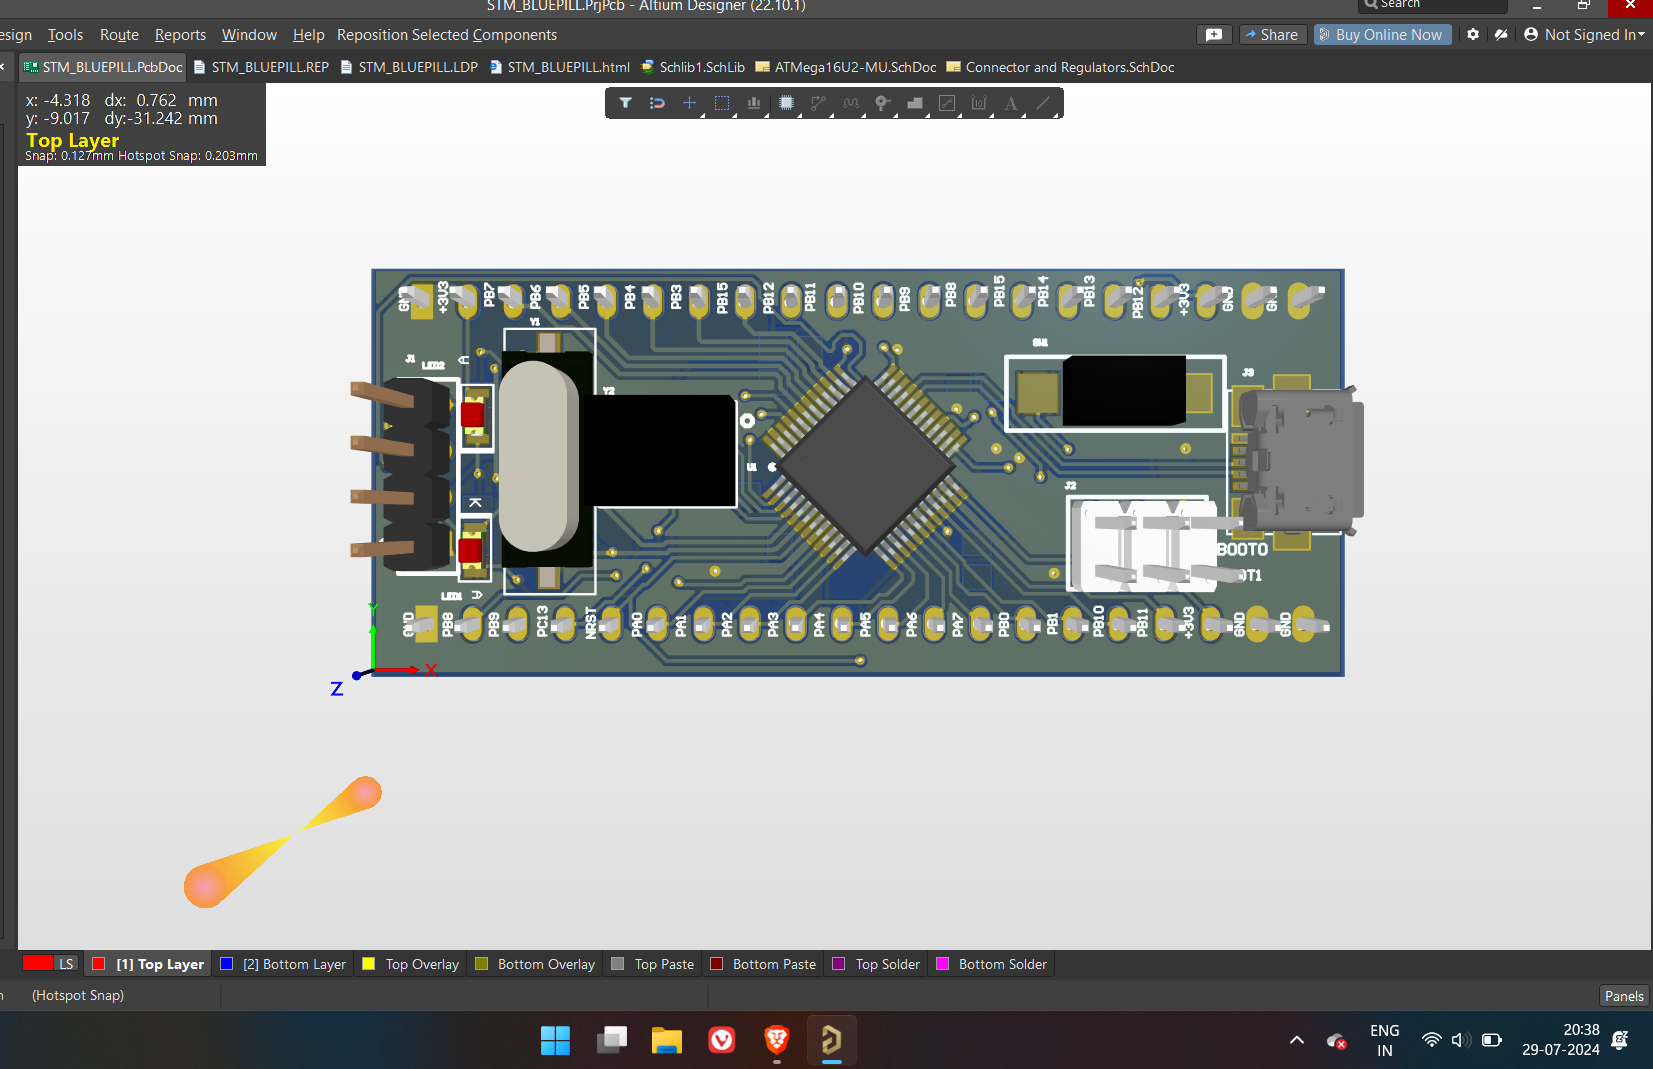 STM_BLUEPILL.PrjPcb - Altium Designer (22.10.1)
Search
esign Tools Route Reports Window Help Reposition Selected Components
Share Buy Online Now Not Signed In
STM_BLUEPILL.PcbDoc STM_BLUEPILL.REP STM_BLUEPILL.LDP STM_BLUEPILL.html Schlib1.SchLib ATMega16U2-MU.SchDoc Connector and Regulators.SchDoc
x: -4.318 dx: 0.762 mm
y: -9.017 dy:-31.242 mm
Top Layer
Snap: 0.127mm Hotspot Snap: 0.203mm
+3V3 PB7 PB6 PB5 PB4 PB3 PB15 PB12 PB11 PB10 PB9 PB8 PB15 PB14 PB13 PB12 +3V3
Y1
SW1
J1 LED2 A
J3
Y2
U1
K
J2
BOOT0
OT1
LED1 A
GND PB8 PB9 PC13 NRST PA0 PA1 PA2 PA3 PA4 PA5 PA6 PA7 PB0 PB1 PB10 PB11 +3V3 GND GND
Y
X
Z
LS [1] Top Layer [2] Bottom Layer Top Overlay Bottom Overlay Top Paste Bottom Paste Top Solder Bottom Solder
(Hotspot Snap)
Panels
ENG
IN
20:38
29-07-2024